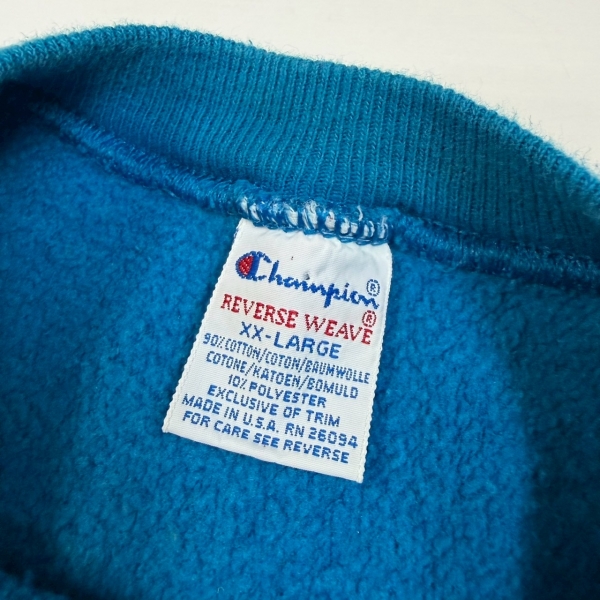 Champion®
REVERSE WEAVE®
XX-LARGE
90% COTTON/COTON/BAUMWOLLE
COTONE/KATOEN/BOMULD
10% POLYESTER
EXCLUSIVE OF TRIM
MADE IN U.S.A. RN 26094
FOR CARE SEE REVERSE